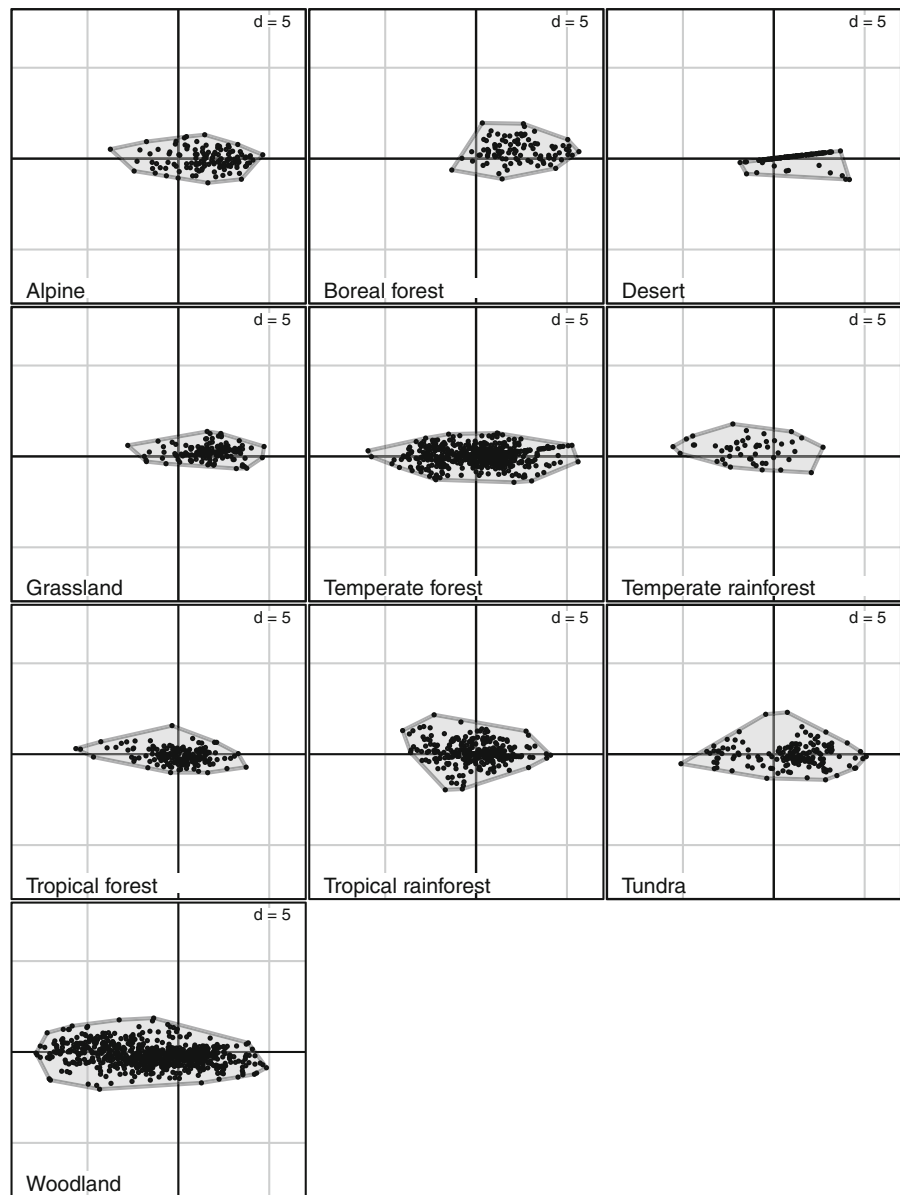 d = 5
d = 5
d = 5
Alpine
Boreal forest
Desert
d = 5
d = 5
d = 5
Grassland
Temperate forest
Temperate rainforest
d = 5
d = 5
d = 5
Tropical forest
Tropical rainforest
Tundra
d = 5
Woodland